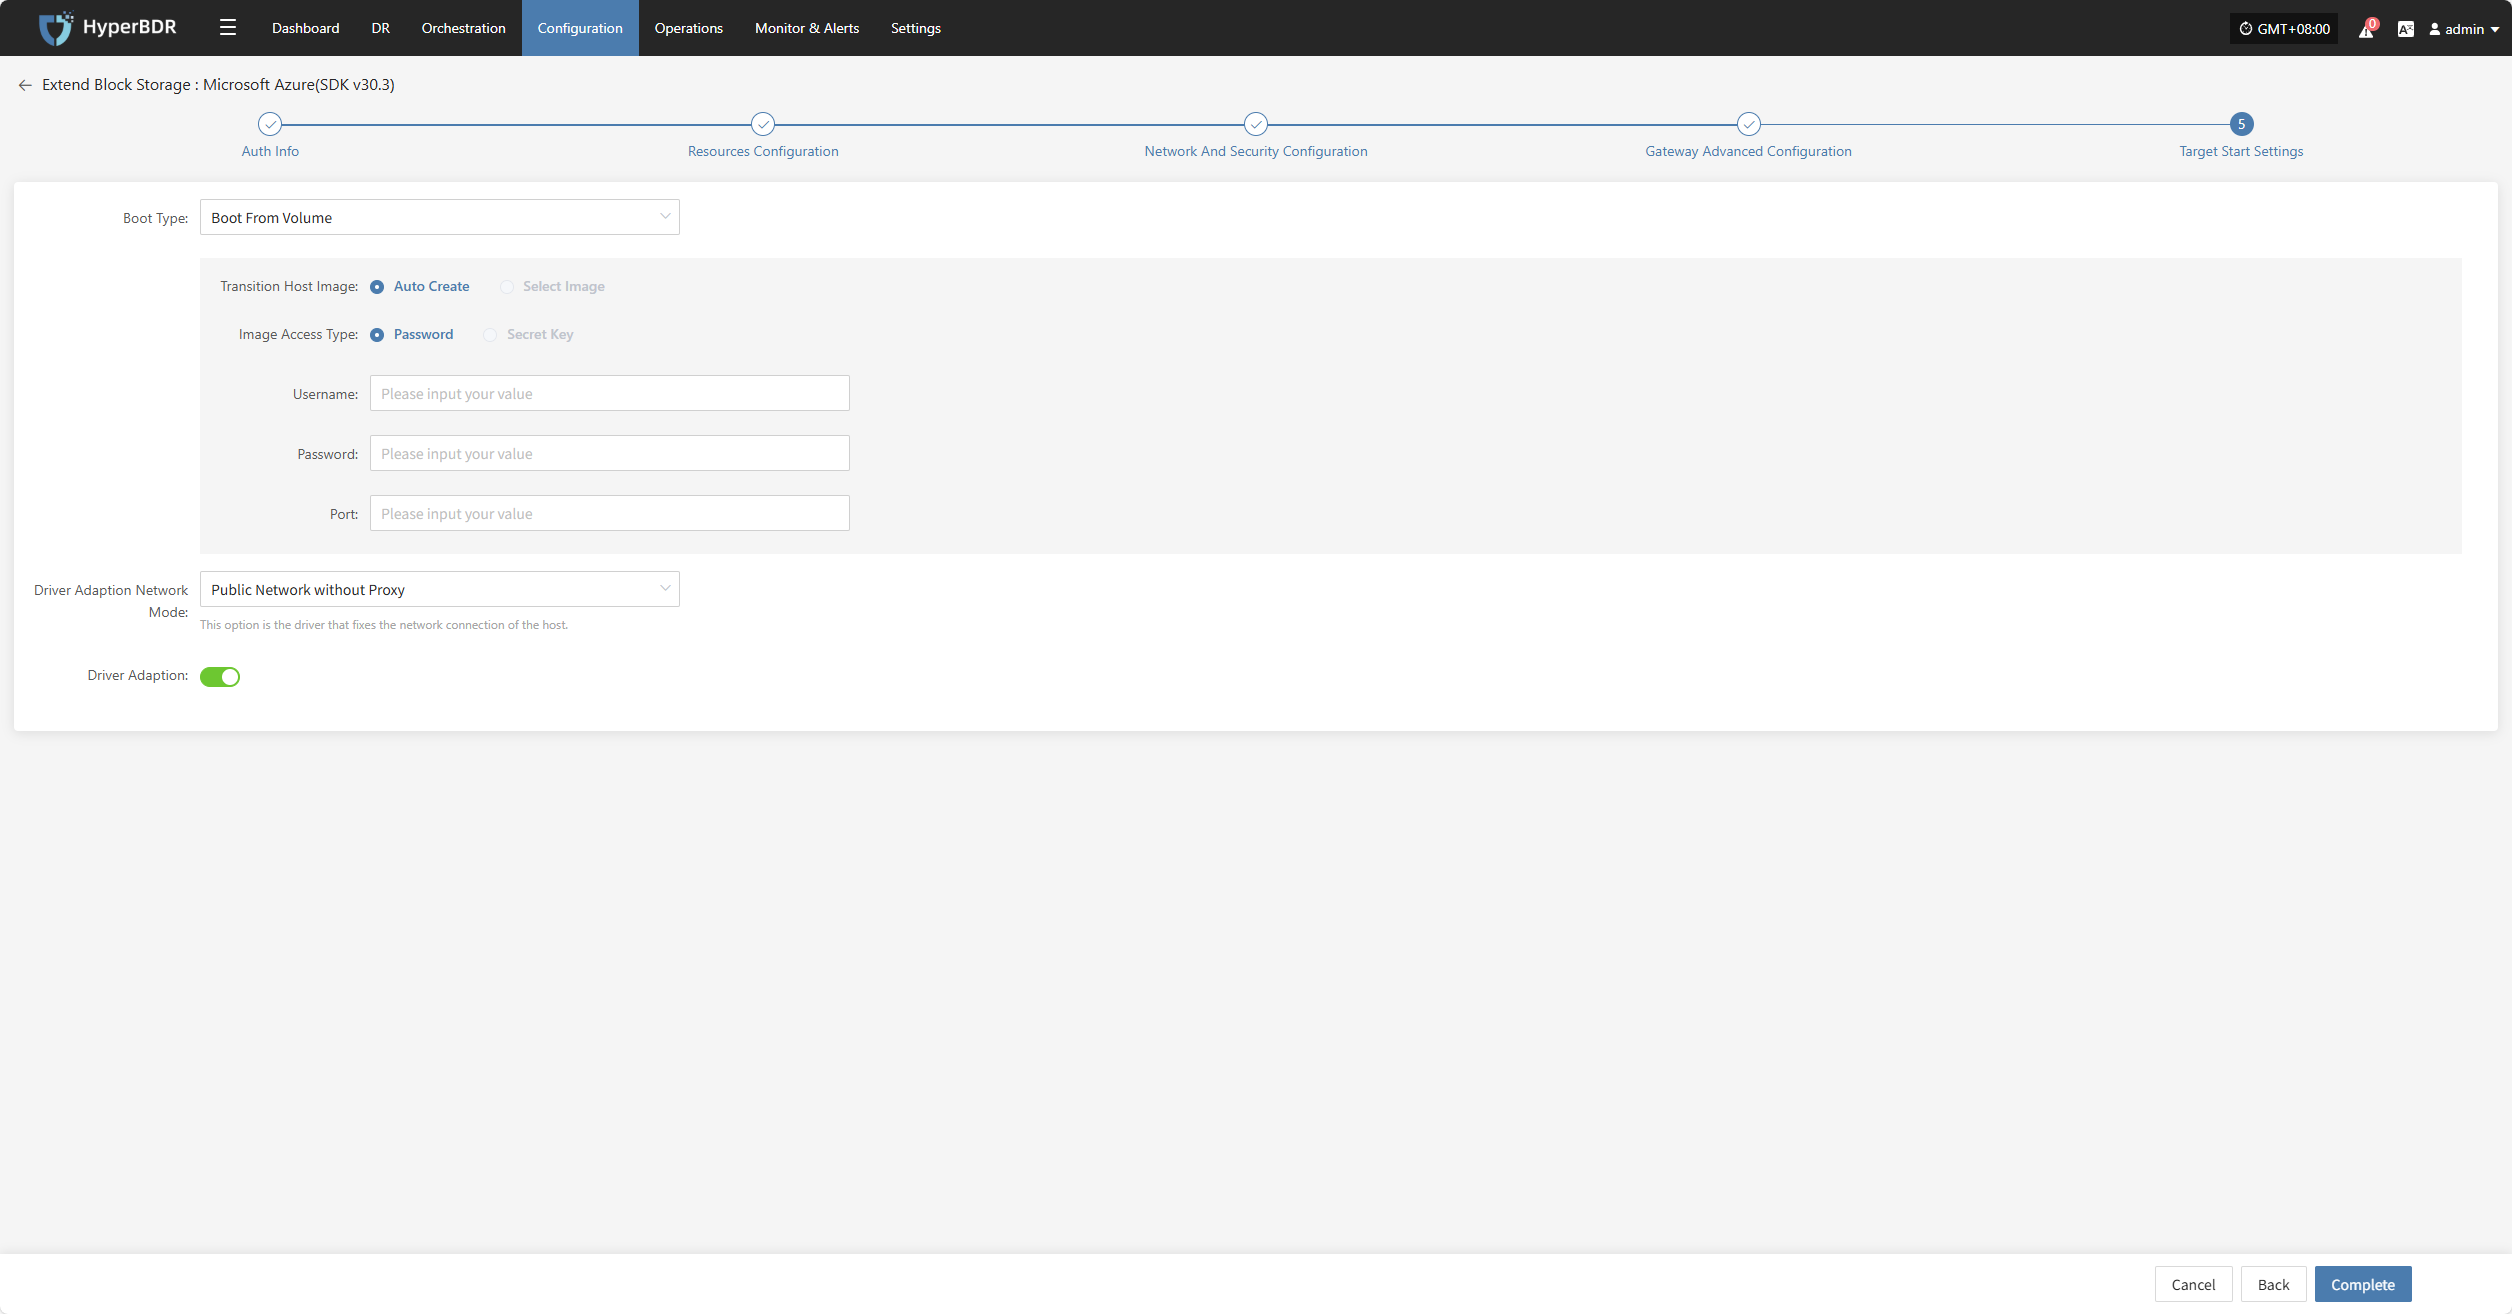 HyperBDR
Dashboard
DR
Orchestration
Configuration
Operations
Monitor & Alerts
Settings
GMT+08:00
0
A
admin
Extend Block Storage : Microsoft Azure(SDK v30.3)
5
Auth Info
Resources Configuration
Network And Security Configuration
Gateway Advanced Configuration
Target Start Settings
Boot Type:
Boot From Volume
Transition Host Image:
Auto Create
Select Image
Image Access Type:
Password
Secret Key
Username:
Please input your value
Password:
Please input your value
Port:
Please input your value
Driver Adaption Network
Mode:
Public Network without Proxy
This option is the driver that fixes the network connection of the host.
Driver Adaption:
Cancel
Back
Complete